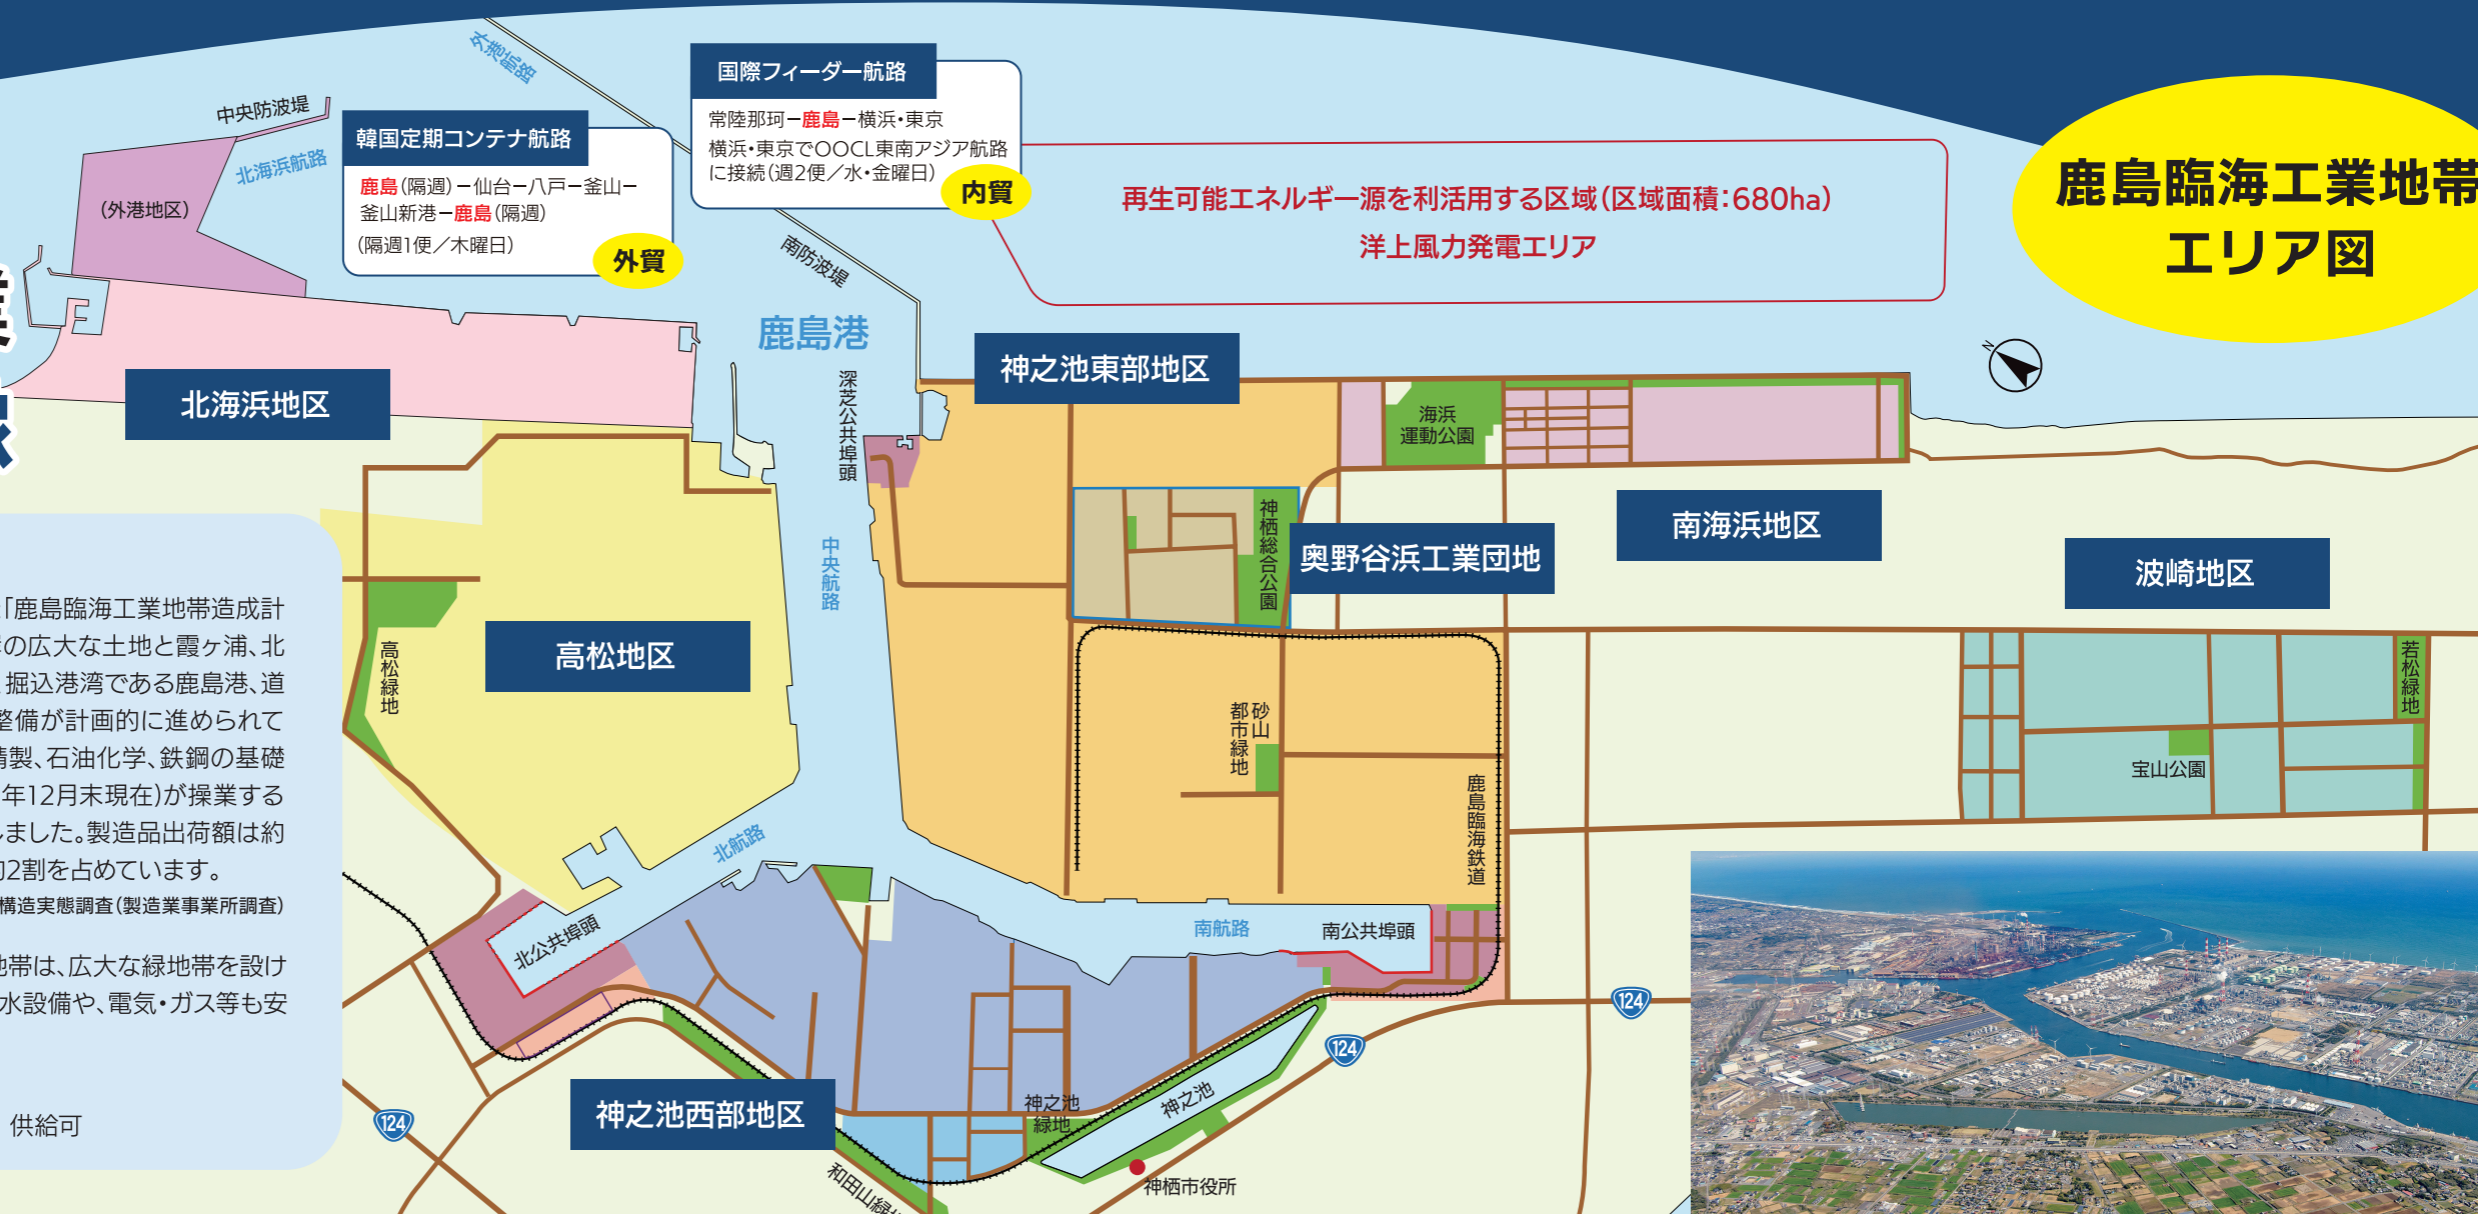 鹿島臨海工業地帯
エリア図
外港航路
中央防波堤
北海浜航路
(外港地区)
韓国定期コンテナ航路
鹿島(隔週)ー仙台ー八戸ー釜山ー
釜山新港ー鹿島(隔週)
(隔週1便／木曜日)
外貿
国際フィーダー航路
常陸那珂ー鹿島ー横浜・東京
横浜・東京でOOCL東南アジア航路
に接続(週2便／水・金曜日)
内貿
再生可能エネルギー源を利活用する区域(区域面積：680ha)
洋上風力発電エリア
南防波堤
鹿島港
N
北海浜地区
深芝公共埠頭
神之池東部地区
海浜
運動公園
神栖総合公園
奥野谷浜工業団地
南海浜地区
波崎地区
中央航路
高松地区
高松緑地
砂山
都市緑地
鹿島臨海鉄道
若松緑地
宝山公園
北航路
北公共埠頭
南航路
南公共埠頭
124
124
124
神之池西部地区
神之池
緑地
神之池
神栖市役所
和田山緑
「鹿島臨海工業地帯造成計
の広大な土地と霞ヶ浦、北
掘込港湾である鹿島港、道
整備が計画的に進められて
精製、石油化学、鉄鋼の基礎
年12月末現在)が操業する
しました。製造品出荷額は約
約2割を占めています。
構造実態調査(製造業事業所調査)
地帯は、広大な緑地帯を設け
水設備や、電気・ガス等も安
供給可